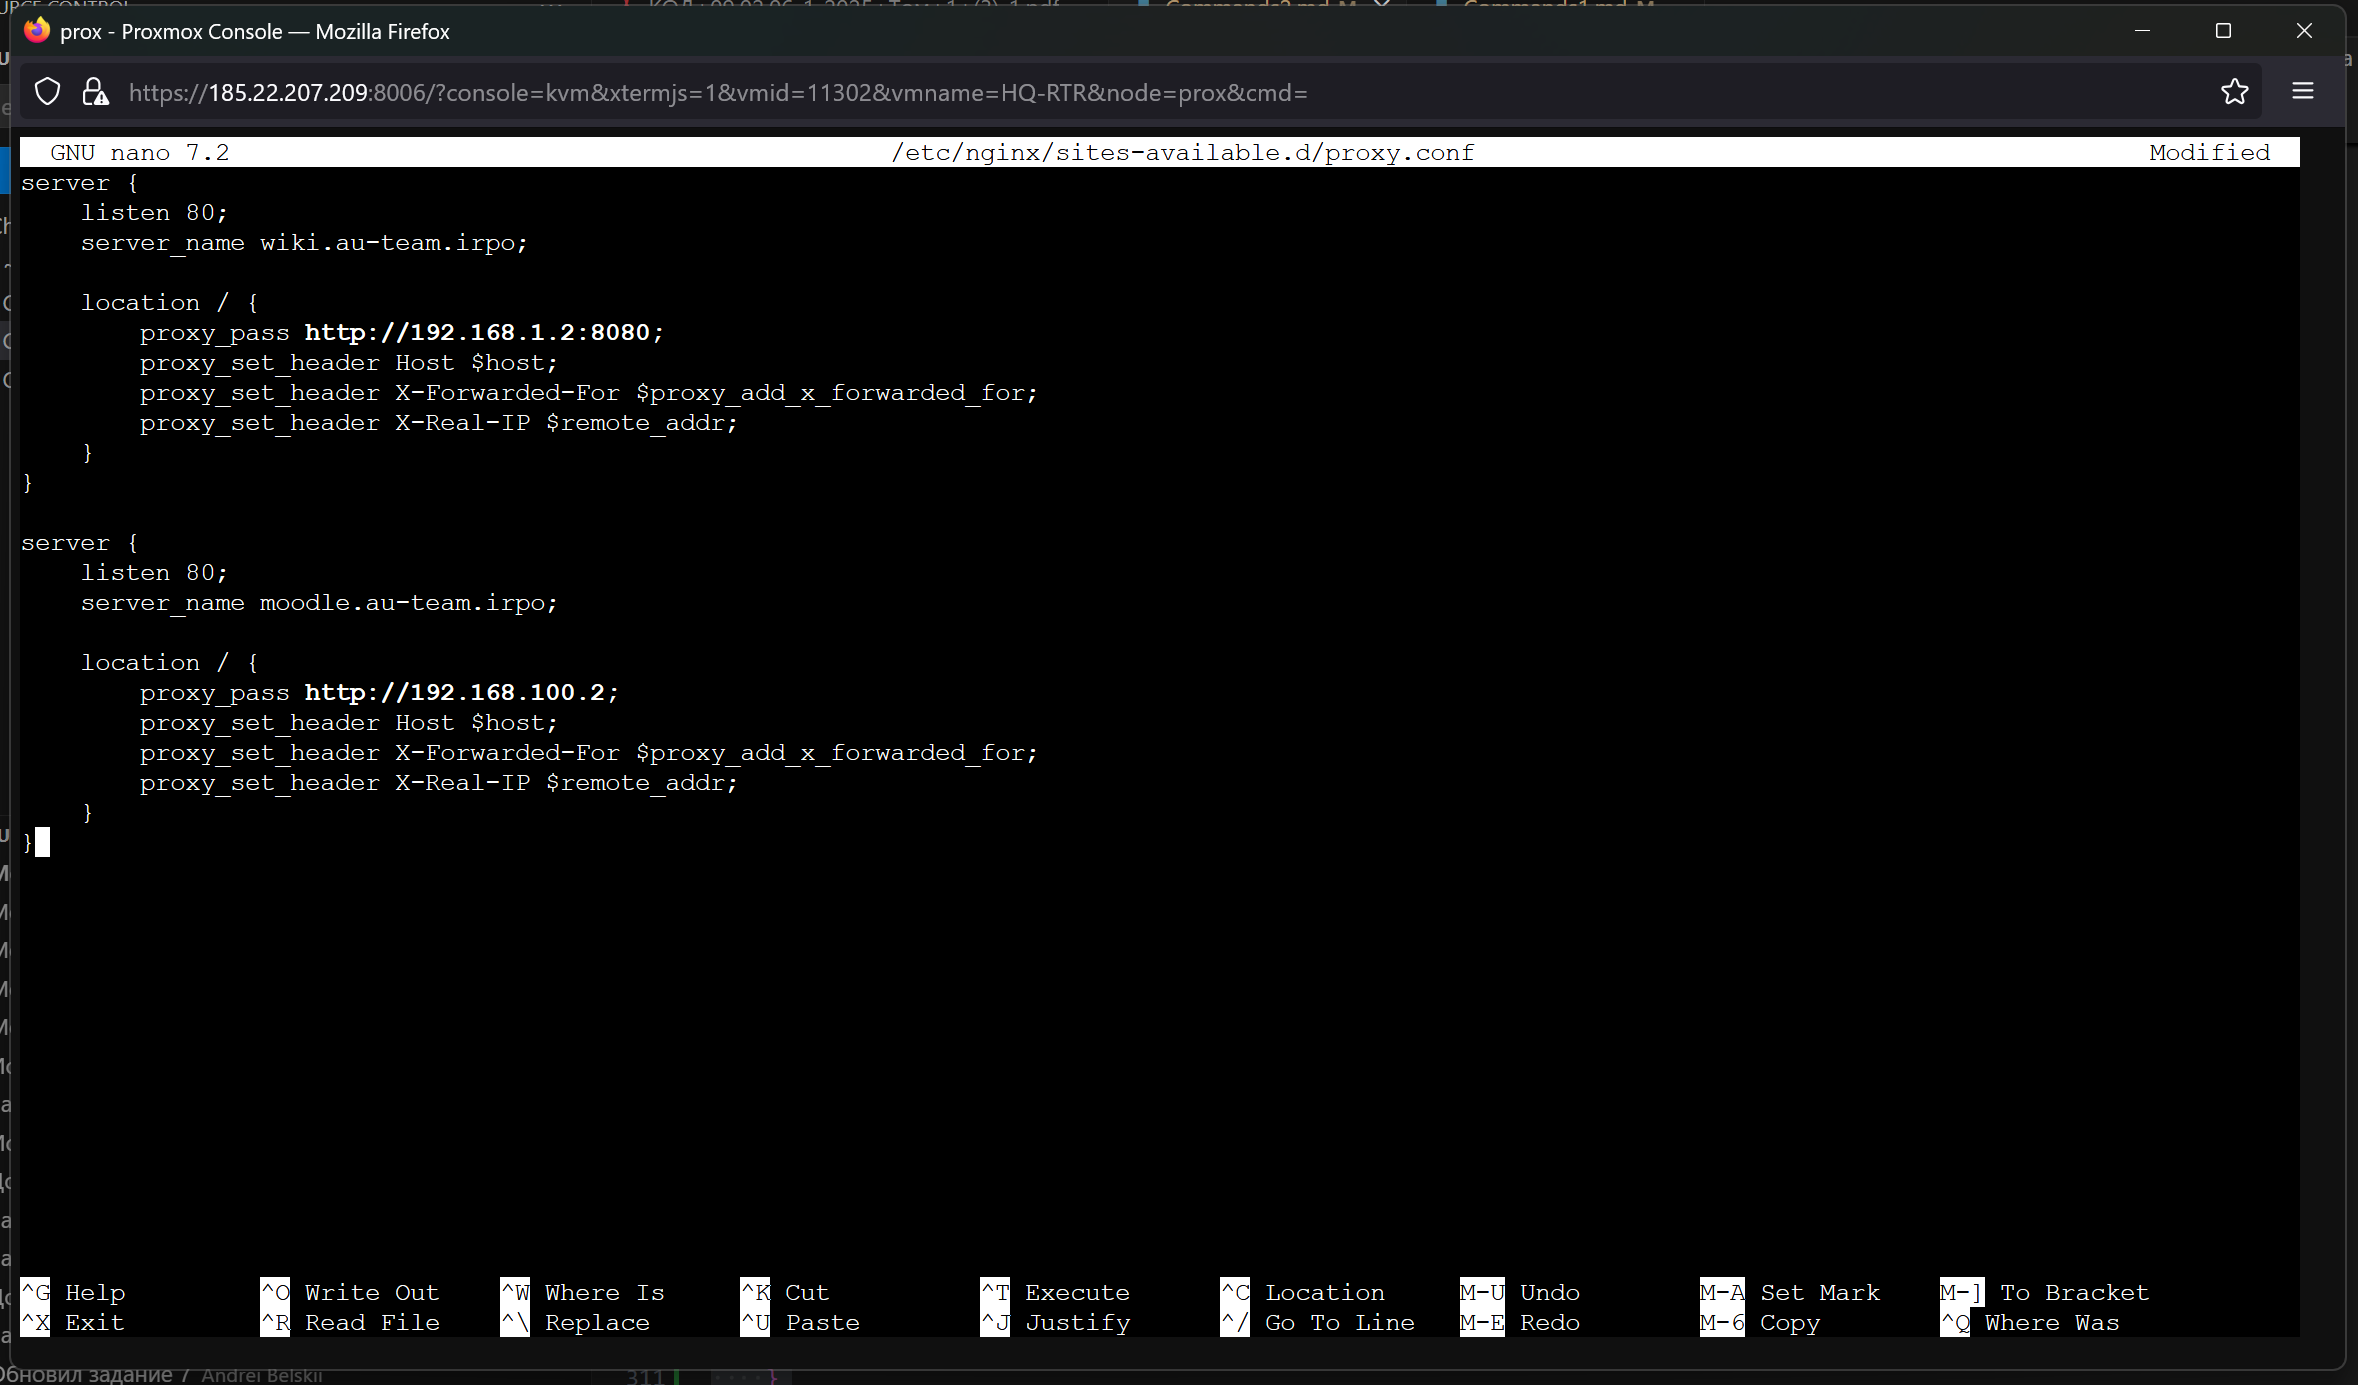 prox - Proxmox Console — Mozilla Firefox
https://185.22.207.209:8006/?console=kvm&xtermjs=1&vmid=11302&vmname=HQ-RTR&node=prox&cmd=
GNU nano 7.2 /etc/nginx/sites-available.d/proxy.conf Modified
server {
    listen 80;
    server_name wiki.au-team.irpo;

    location / {
        proxy_pass http://192.168.1.2:8080;
        proxy_set_header Host $host;
        proxy_set_header X-Forwarded-For $proxy_add_x_forwarded_for;
        proxy_set_header X-Real-IP $remote_addr;
    }
}

server {
    listen 80;
    server_name moodle.au-team.irpo;

    location / {
        proxy_pass http://192.168.100.2;
        proxy_set_header Host $host;
        proxy_set_header X-Forwarded-For $proxy_add_x_forwarded_for;
        proxy_set_header X-Real-IP $remote_addr;
    }
}
^G Help ^O Write Out ^W Where Is ^K Cut ^T Execute ^C Location M-U Undo M-A Set Mark M-] To Bracket
^X Exit ^R Read File ^\ Replace ^U Paste ^J Justify ^/ Go To Line M-E Redo M-6 Copy ^Q Where Was
Обновил задание 7 Andrei Belskii 311 }